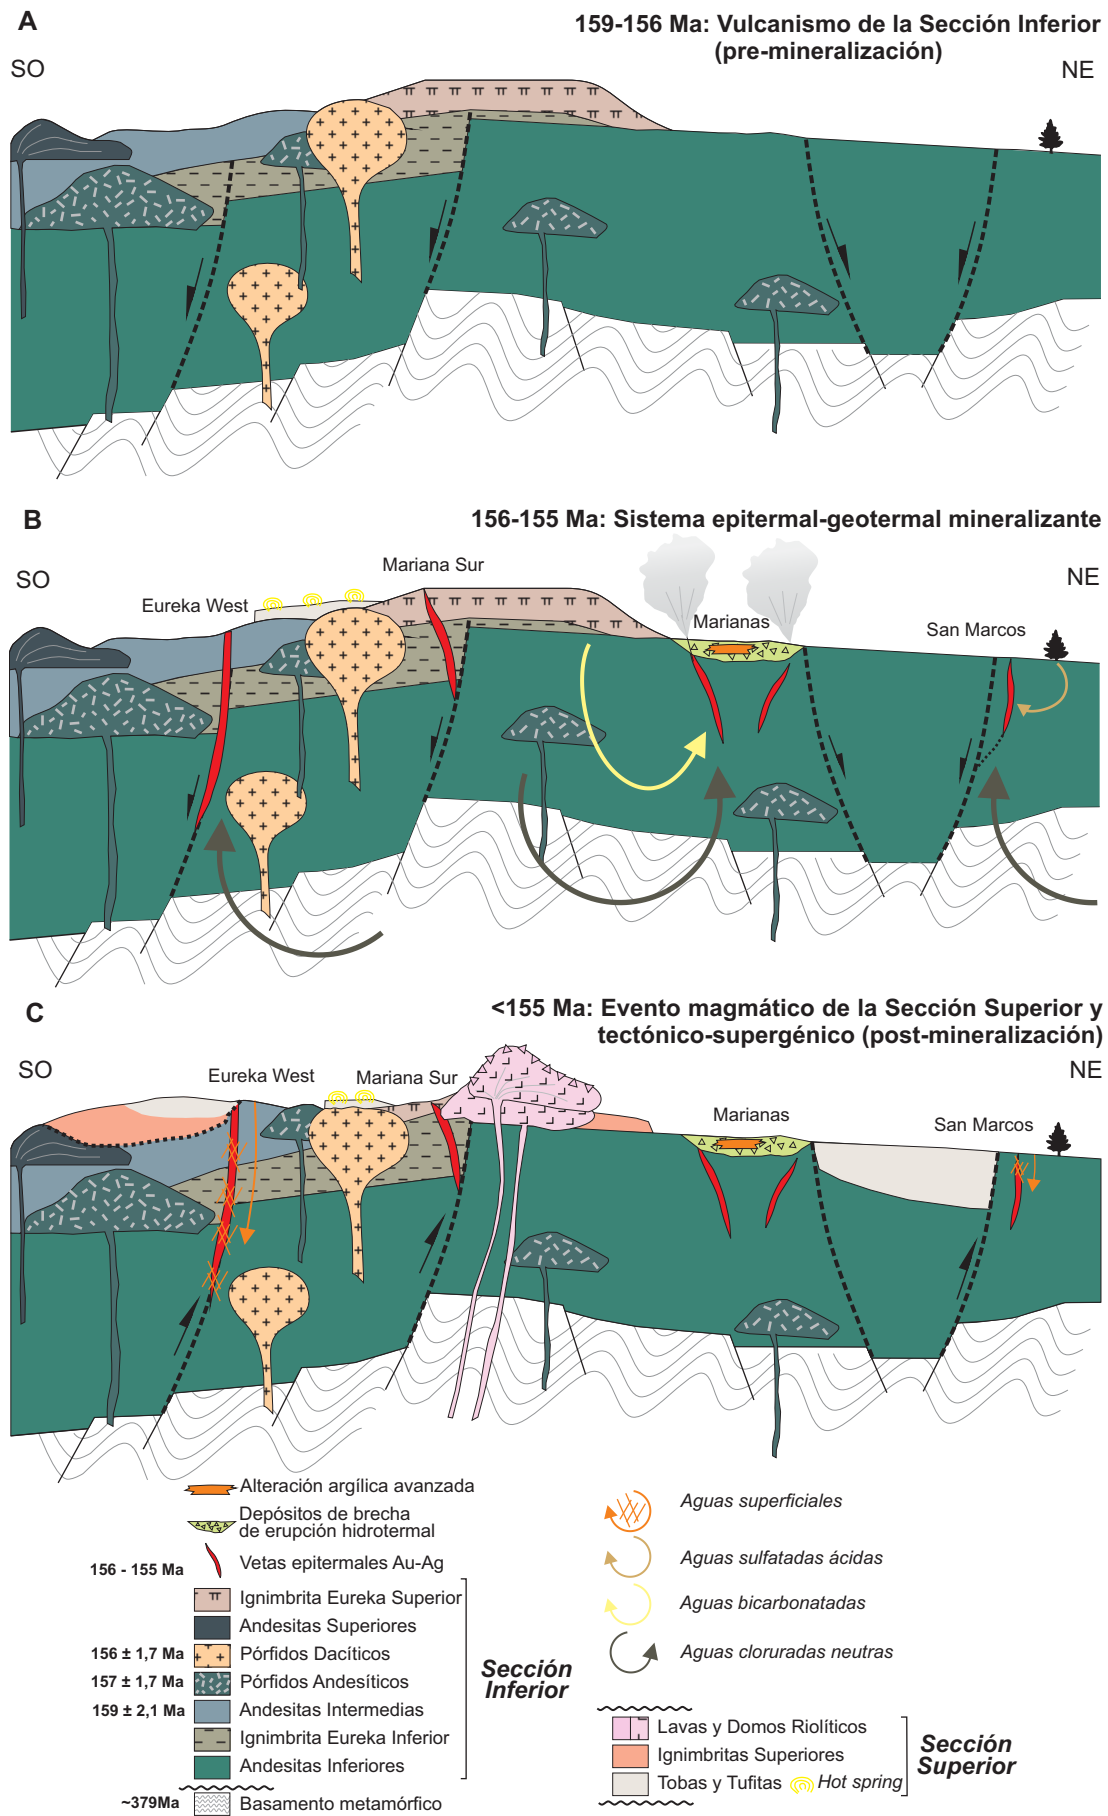 A
159-156 Ma: Vulcanismo de la Sección Inferior
(pre-mineralización)
SO
NE
B
156-155 Ma: Sistema epitermal-geotermal mineralizante
SO
NE
Mariana Sur
Eureka West
Marianas
San Marcos
C
<155 Ma: Evento magmático de la Sección Superior y
tectónico-supergénico (post-mineralización)
SO
NE
Eureka West
Mariana Sur
Marianas
San Marcos
Alteración argílica avanzada
Depósitos de brecha
de erupción hidrotermal
156 - 155 Ma
Vetas epitermales Au-Ag
Ignimbrita Eureka Superior
Andesitas Superiores
156 ± 1,7 Ma
Pórfidos Dacíticos
157 ± 1,7 Ma
Pórfidos Andesíticos
159 ± 2,1 Ma
Andesitas Intermedias
Ignimbrita Eureka Inferior
Andesitas Inferiores
~379Ma
Basamento metamórfico
Sección
Inferior
Aguas superficiales
Aguas sulfatadas ácidas
Aguas bicarbonatadas
Aguas cloruradas neutras
Lavas y Domos Riolíticos
Ignimbritas Superiores
Tobas y Tufitas
Hot spring
Sección
Superior